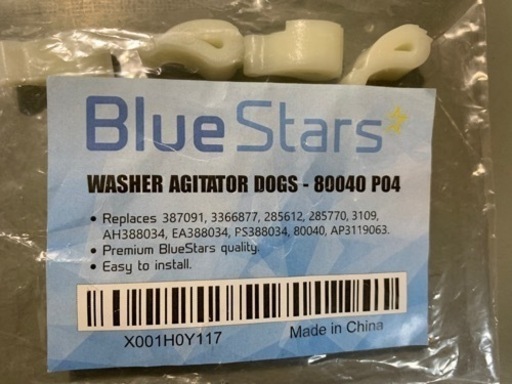 BlueStars
WASHER AGITATOR DOGS - 80040 P04
• Replaces 387091, 3366877, 285612, 285770, 3109,
AH388034, EA388034, PS388034, 80040, AP3119063.
• Premium BlueStars quality.
• Easy to install.
X001H0Y117 Made in China